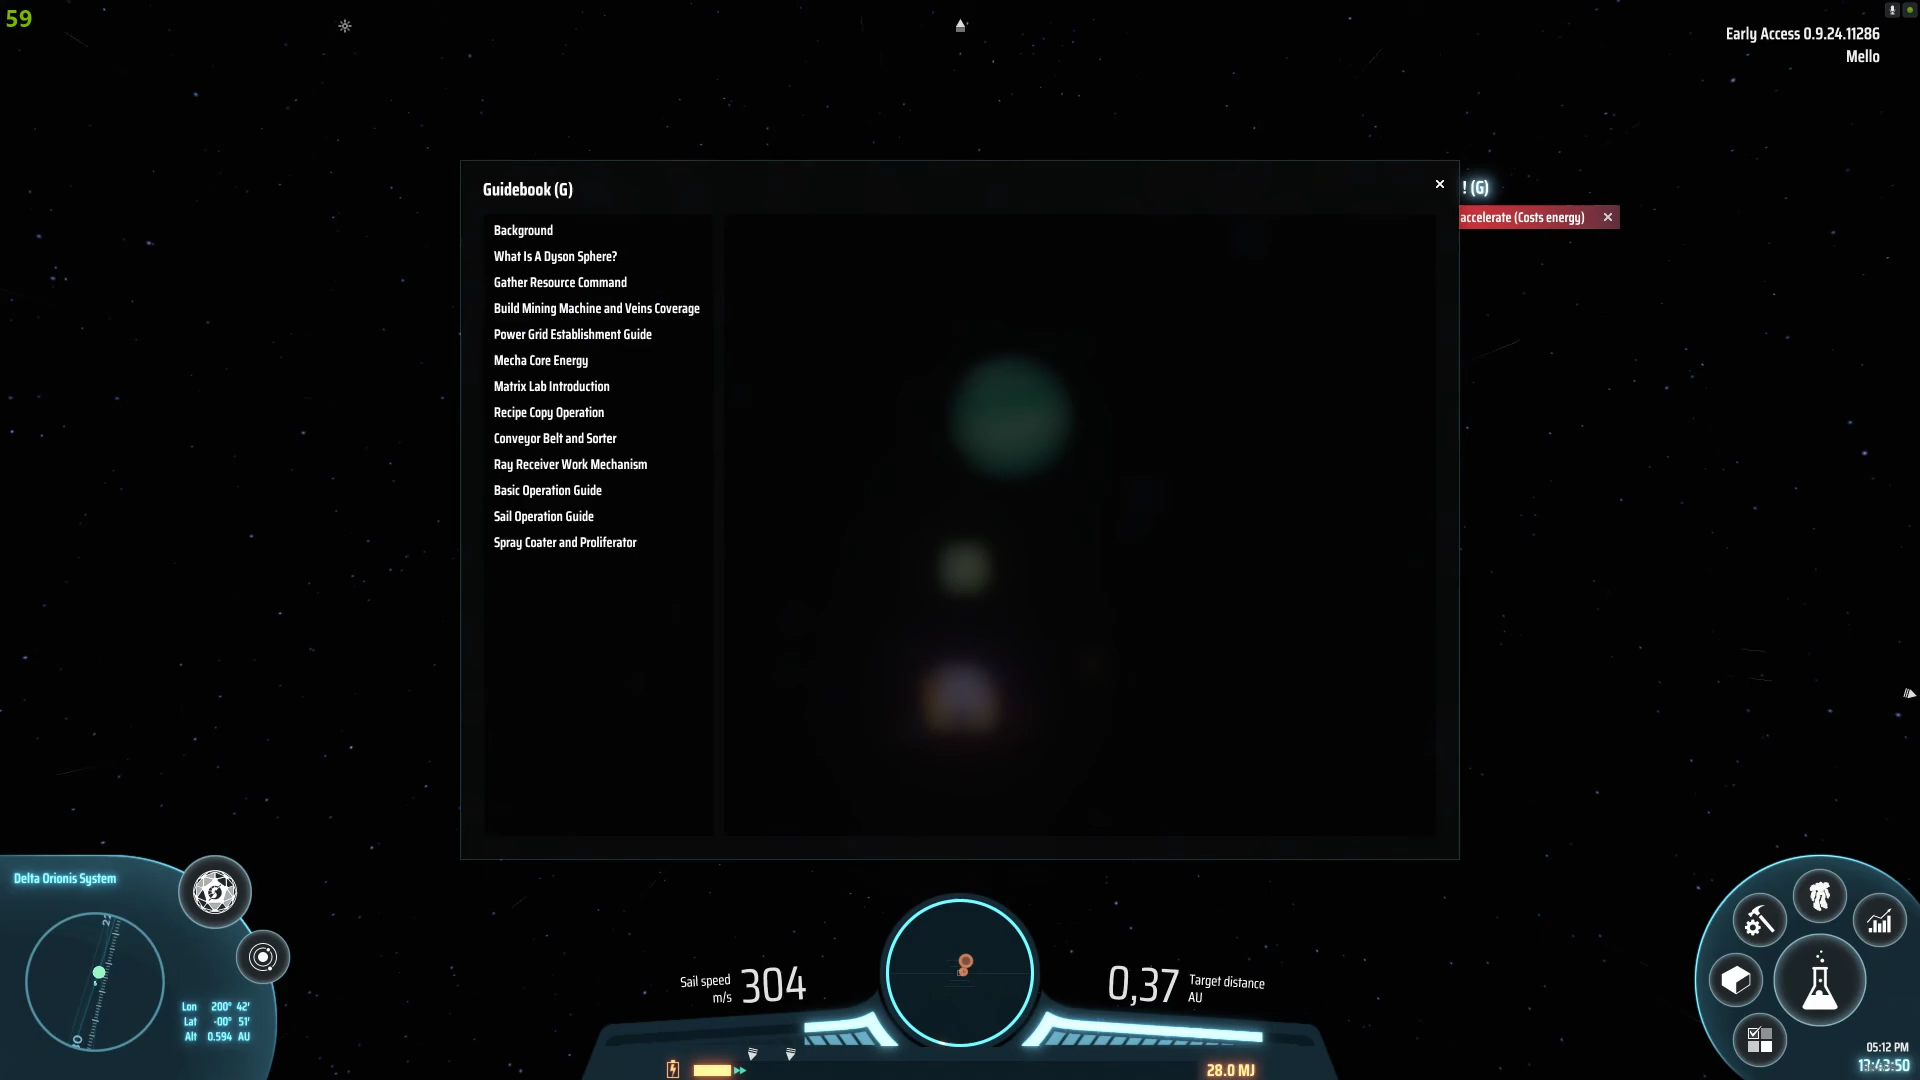 59
Early Access 0.9.24.11286
Mello
Guidebook (G)
! (G)
accelerate (Costs energy)
Background
What Is A Dyson Sphere?
Gather Resource Command
Build Mining Machine and Veins Coverage
Power Grid Establishment Guide
Mecha Core Energy
Matrix Lab Introduction
Recipe Copy Operation
Conveyor Belt and Sorter
Ray Receiver Work Mechanism
Basic Operation Guide
Sail Operation Guide
Spray Coater and Proliferator
Delta Orionis System
Lon 200° 42'
Lat -00° 51'
Alt 0.594 AU
Sail speed
m/s
304
0,37
Target distance
AU
28.0 MJ
05:12 PM